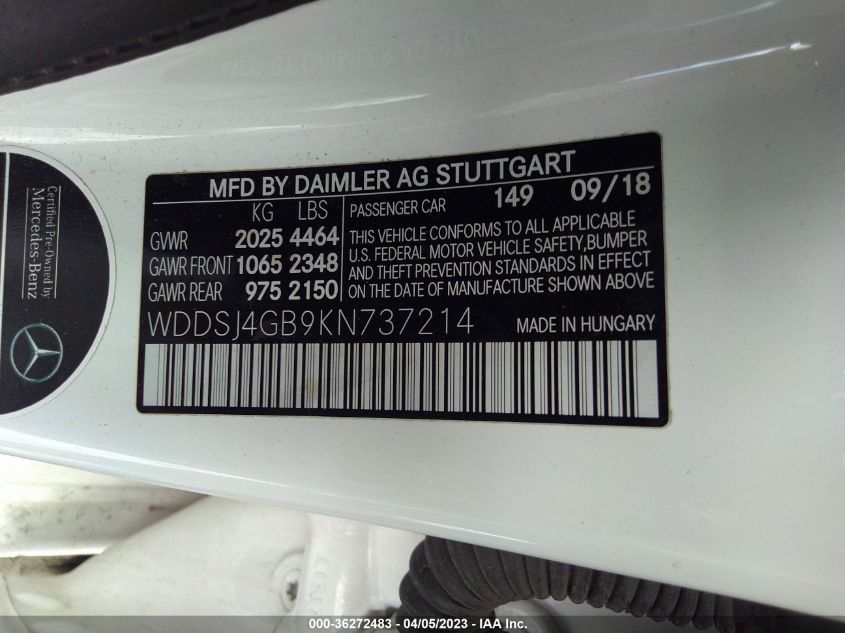 MFD BY DAIMLER AG STUTTGART
KG LBS
GVWR 2025 4464
GAWR FRONT 1065 2348
GAWR REAR 975 2150
PASSENGER CAR 149 09/18
THIS VEHICLE CONFORMS TO ALL APPLICABLE
U.S. FEDERAL MOTOR VEHICLE SAFETY, BUMPER
AND THEFT PREVENTION STANDARDS IN EFFECT
ON THE DATE OF MANUFACTURE SHOWN ABOVE
WDDSJ4GB9KN737214 MADE IN HUNGARY
Certified Pre-Owned by
Mercedes-Benz
000-36272483 - 04/05/2023 - IAA Inc.